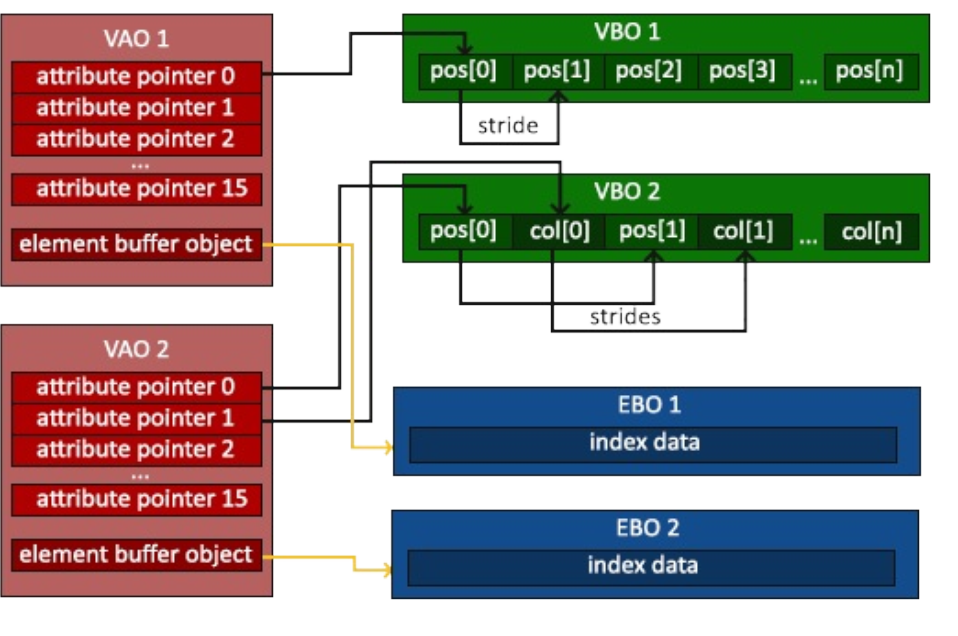 VAO 1
attribute pointer 0
attribute pointer 1
attribute pointer 2
...
attribute pointer 15
element buffer object
VBO 1
pos[0] pos[1] pos[2] pos[3] ... pos[n]
stride
VBO 2
pos[0] col[0] pos[1] col[1] ... col[n]
strides
VAO 2
attribute pointer 0
attribute pointer 1
attribute pointer 2
...
attribute pointer 15
element buffer object
EBO 1
index data
EBO 2
index data